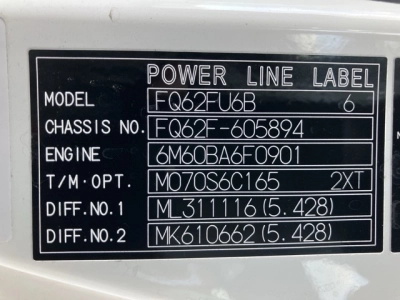 POWER LINE LABEL
MODEL FQ62FU6B 6
CHASSIS NO. FQ62F-605894
ENGINE 6M60BA6F0901
T/M·OPT. M070S6C165 2XT
DIFF.NO.1 ML311116(5.428)
DIFF.NO.2 MK610662(5.428)